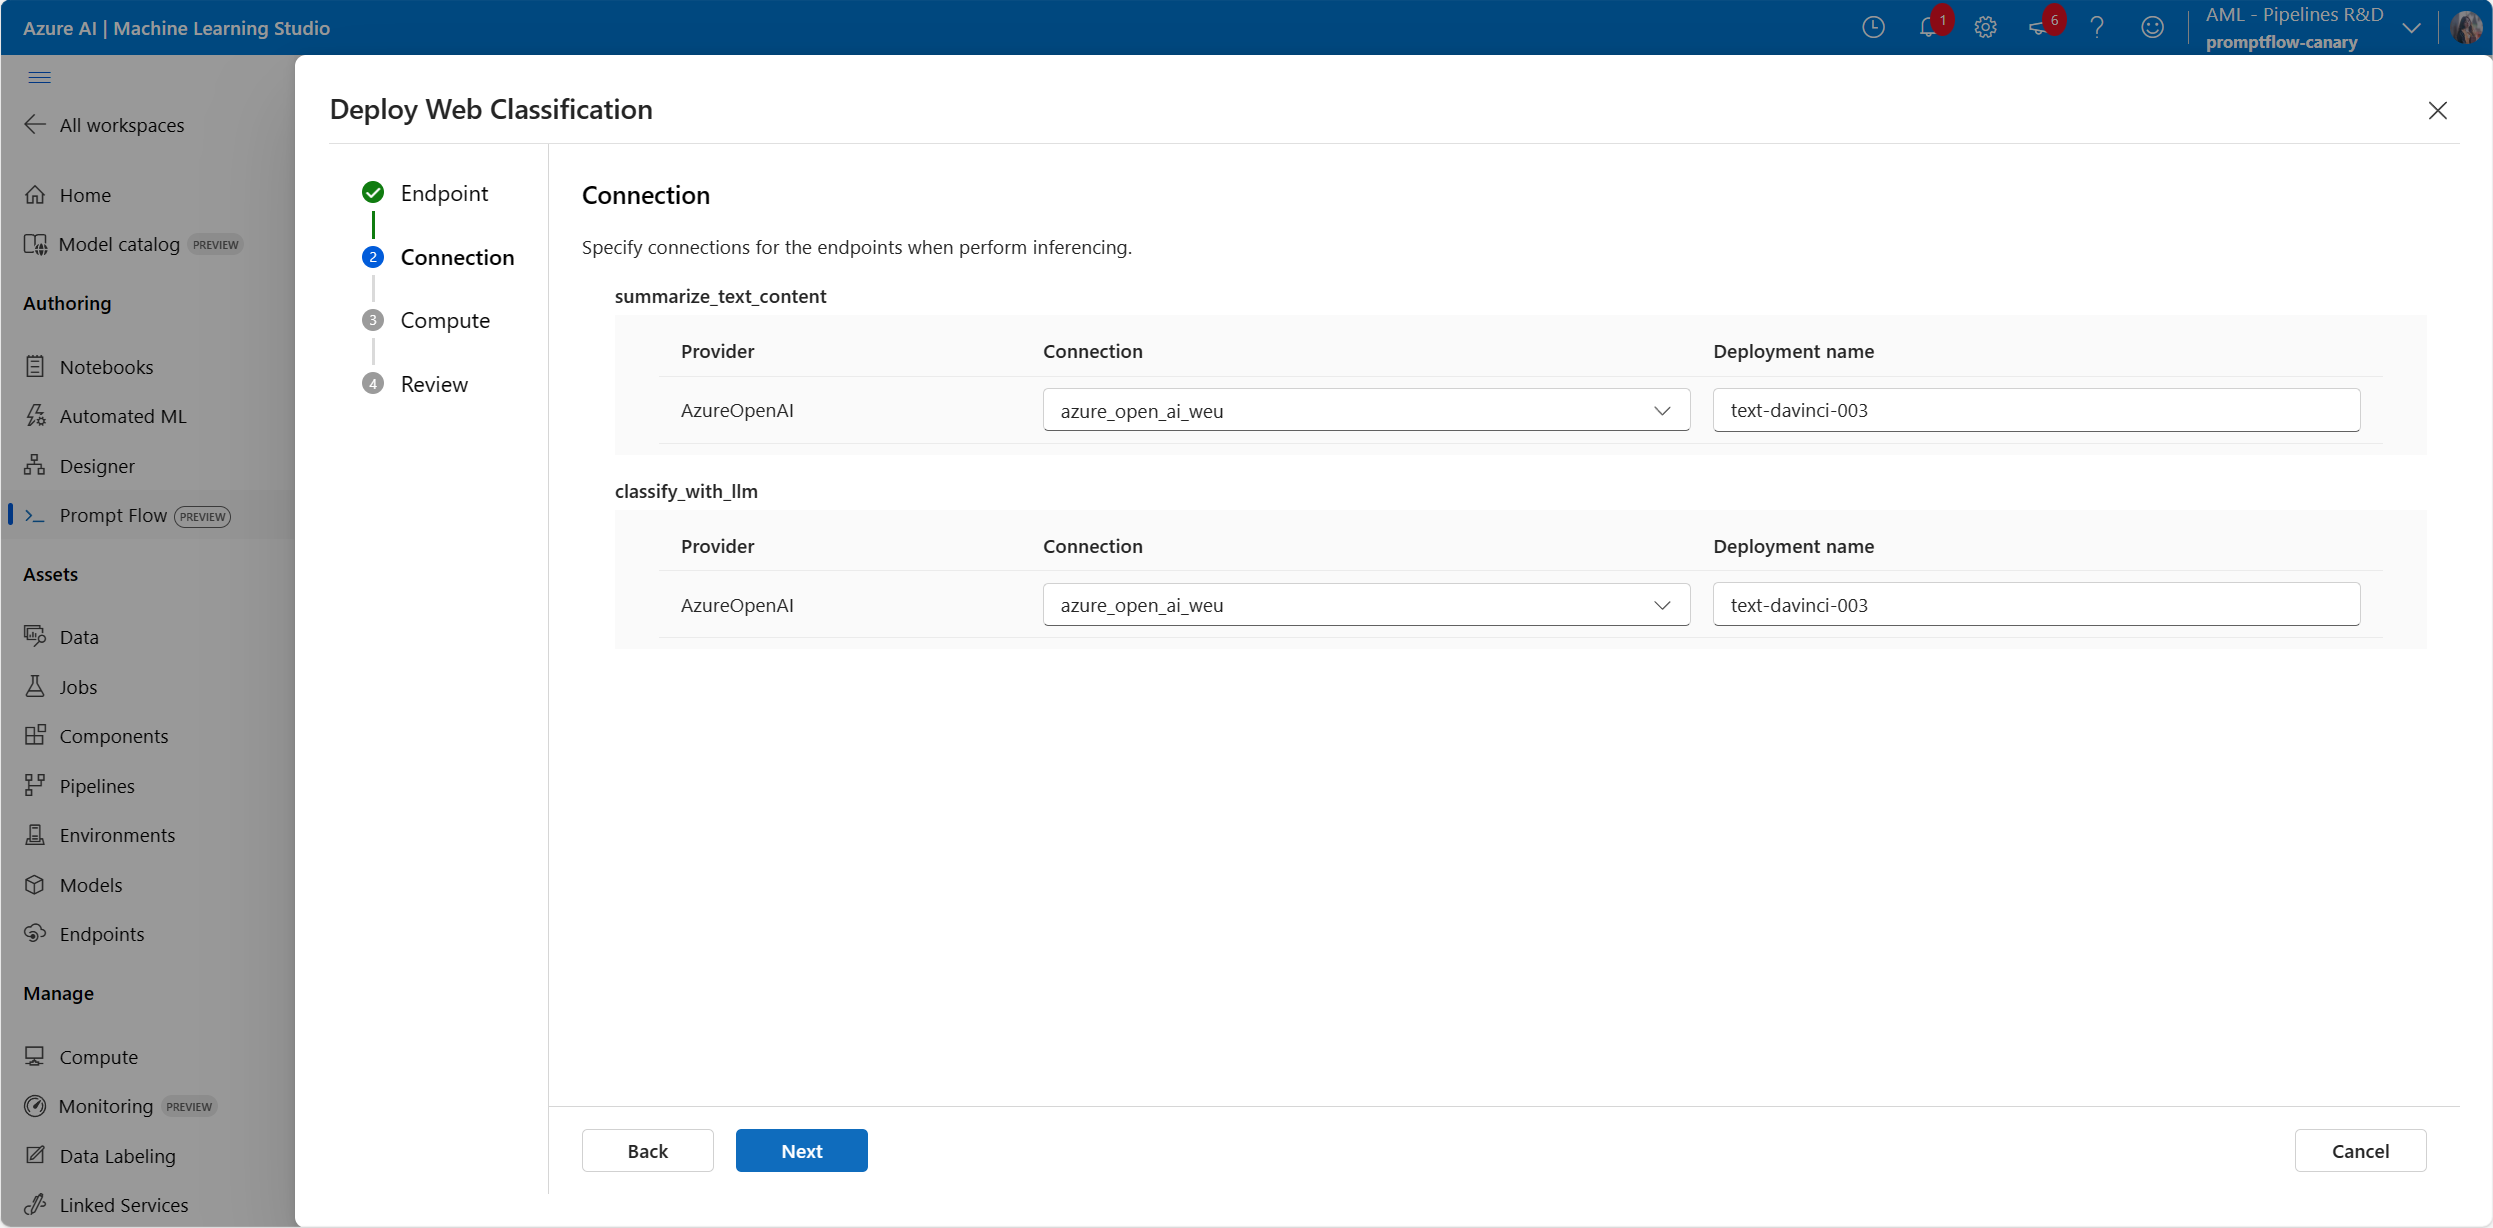 Azure AI | Machine Learning Studio
1
6
AML - Pipelines R&D
promptflow-canary
All workspaces
Home
Model catalog PREVIEW
Authoring
Notebooks
Automated ML
Designer
Prompt Flow PREVIEW
Assets
Data
Jobs
Components
Pipelines
Environments
Models
Endpoints
Manage
Compute
Monitoring PREVIEW
Data Labeling
Linked Services
Deploy Web Classification
Endpoint
2 Connection
3 Compute
4 Review
Connection
Specify connections for the endpoints when perform inferencing.
summarize_text_content
Provider Connection Deployment name
AzureOpenAI azure_open_ai_weu text-davinci-003
classify_with_llm
Provider Connection Deployment name
AzureOpenAI azure_open_ai_weu text-davinci-003
Back Next Cancel